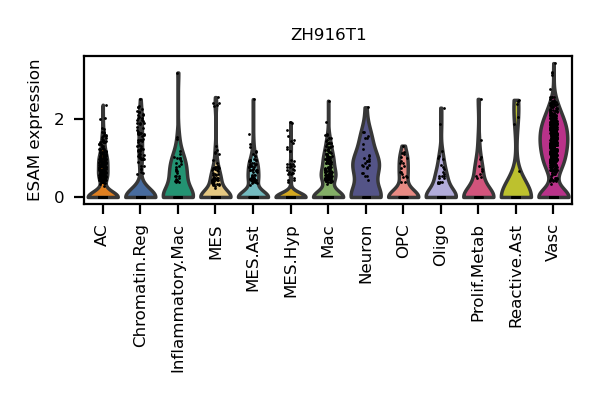 ZH916T1
ESAM expression
2
0
AC
Chromatin.Reg
Inflammatory.Mac
MES
MES.Ast
MES.Hyp
Mac
Neuron
OPC
Oligo
Prolif.Metab
Reactive.Ast
Vasc